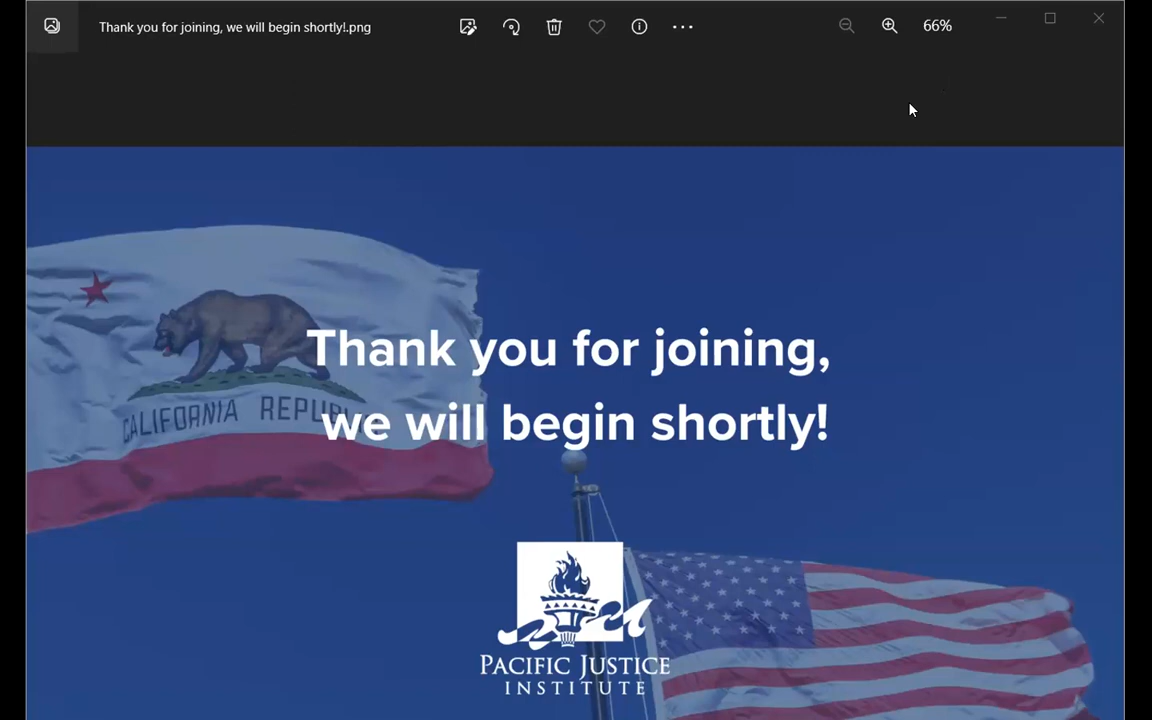 Thank you for joining, we will begin shortly!.png
66%
Thank you for joining,
we will begin shortly!
CALIFORNIA REPUBLIC
PACIFIC JUSTICE
INSTITUTE